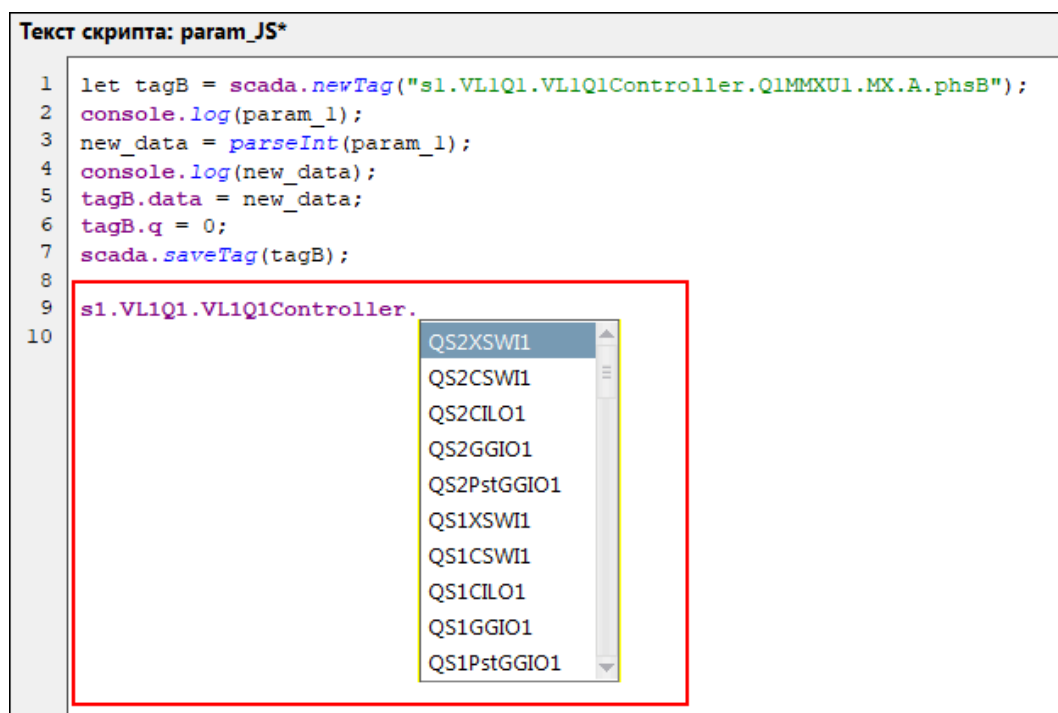 Текст скрипта: param_JS*
1 let tagB = scada.newTag("s1.VL1Q1.VL1Q1Controller.Q1MMXU1.MX.A.phsB");
2 console.log(param_1);
3 new_data = parseInt(param_1);
4 console.log(new_data);
5 tagB.data = new_data;
6 tagB.q = 0;
7 scada.saveTag(tagB);
8
9 s1.VL1Q1.VL1Q1Controller.
10
QS2XSWI1
QS2CSWI1
QS2CILO1
QS2GGIO1
QS2PstGGIO1
QS1XSWI1
QS1CSWI1
QS1CILO1
QS1GGIO1
QS1PstGGIO1